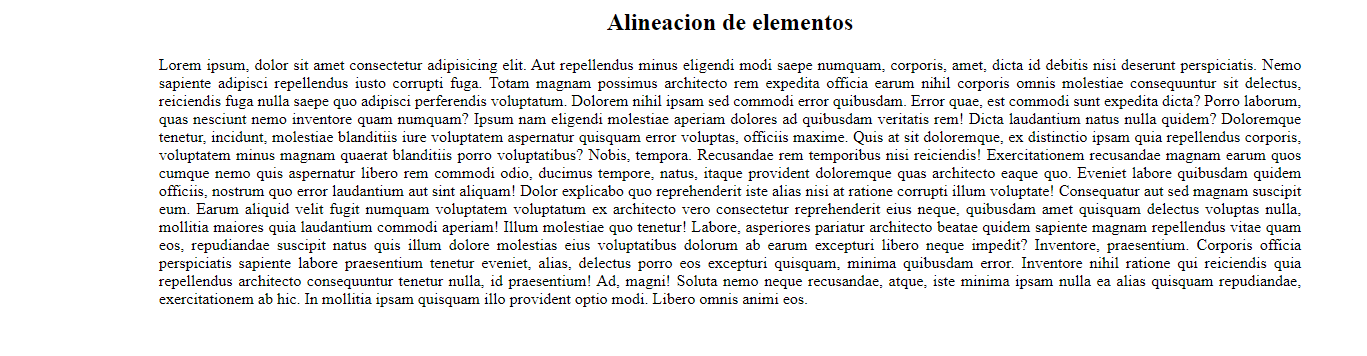 Alineacion de elementos
Lorem ipsum, dolor sit amet consectetur adipisicing elit. Aut repellendus minus eligendi modi saepe numquam, corporis, amet, dicta id debitis nisi deserunt perspiciatis. Nemo
sapiente adipisci repellendus iusto corrupti fuga. Totam magnam possimus architecto rem expedita officia earum nihil corporis omnis molestiae consequuntur sit delectus,
reiciendis fuga nulla saepe quo adipisci perferendis voluptatum. Dolorem nihil ipsam sed commodi error quibusdam. Error quae, est commodi sunt expedita dicta? Porro laborum,
quas nesciunt nemo inventore quam numquam? Ipsum nam eligendi molestiae aperiam dolores ad quibusdam veritatis rem! Dicta laudantium natus nulla quidem? Doloremque
tenetur, incidunt, molestiae blanditiis iure voluptatem aspernatur quisquam error voluptas, officiis maxime. Quis at sit doloremque, ex distinctio ipsam quia repellendus corporis,
voluptatem minus magnam quaerat blanditiis porro voluptatibus? Nobis, tempora. Recusandae rem temporibus nisi reiciendis! Exercitationem recusandae magnam earum quos
cumque nemo quis aspernatur libero rem commodi odio, ducimus tempore, natus, itaque provident doloremque quas architecto eaque quo. Eveniet labore quibusdam quidem
officiis, nostrum quo error laudantium aut sint aliquam! Dolor explicabo quo reprehenderit iste alias nisi at ratione corrupti illum voluptate! Consequatur aut sed magnam suscipit
eum. Earum aliquid velit fugit numquam voluptatem voluptatum ex architecto vero consectetur reprehenderit eius neque, quibusdam amet quisquam delectus voluptas nulla,
mollitia maiores quia laudantium commodi aperiam! Illum molestiae quo tenetur! Labore, asperiores pariatur architecto beatae quidem sapiente magnam repellendus vitae quam
eos, repudiandae suscipit natus quis illum dolore molestias eius voluptatibus dolorum ab earum excepturi libero neque impedit? Inventore, praesentium. Corporis officia
perspiciatis sapiente labore praesentium tenetur eveniet, alias, delectus porro eos excepturi quisquam, minima quibusdam error. Inventore nihil ratione qui reiciendis quia
repellendus architecto consequuntur tenetur nulla, id praesentium! Ad, magni! Soluta nemo neque recusandae, atque, iste minima ipsam nulla ea alias quisquam repudiandae,
exercitationem ab hic. In mollitia ipsam quisquam illo provident optio modi. Libero omnis animi eos.